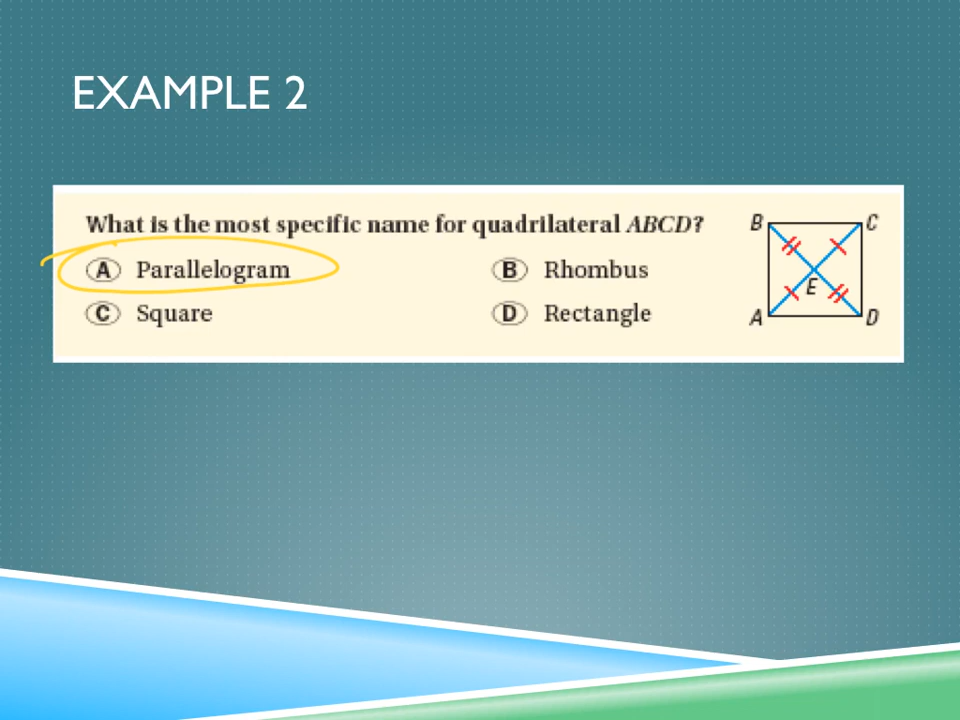 EXAMPLE 2
What is the most specific name for quadrilateral ABCD?
A Parallelogram
B Rhombus
C Square
D Rectangle
B C
E
A D